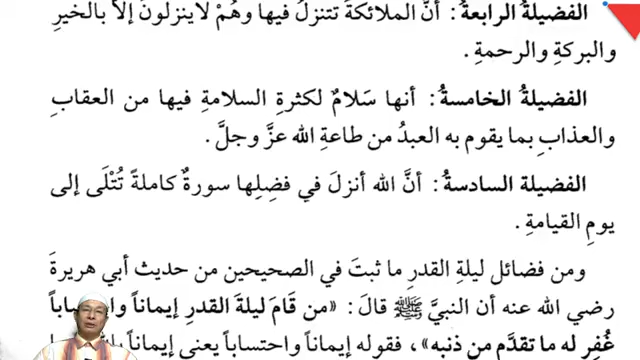 الفضيلةُ الرابعةُ: أنَّ الملائكةَ تتنزلُ فيها وهُمْ لا ينزلونَ إلاَّ بالخيرِ
والبركةِ والرحمةِ.
الفضيلةُ الخامسةُ: أنها سَلامٌ لكثرةِ السلامةِ فيها من العقابِ
والعذابِ بما يقوم به العبدُ من طاعةِ الله عزَّ وجلَّ.
الفضيلة السادسةُ: أنَّ الله أنزلَ في فضِلِها سورةٌ كاملةً تُتْلَى إلى
يومِ القيامةِ.
ومن فضائل ليلةِ القدرِ ما ثبتَ في الصحيحين من حديث أبي هريرةَ
رضي الله عنه أن النبيَّ ﷺ قالَ: «من قَامَ ليلةَ القدرِ إيماناً
غُفِر له ما تقدَّم من ذنبه»، فقوله إيماناً واحتساباً يعني إيماناً